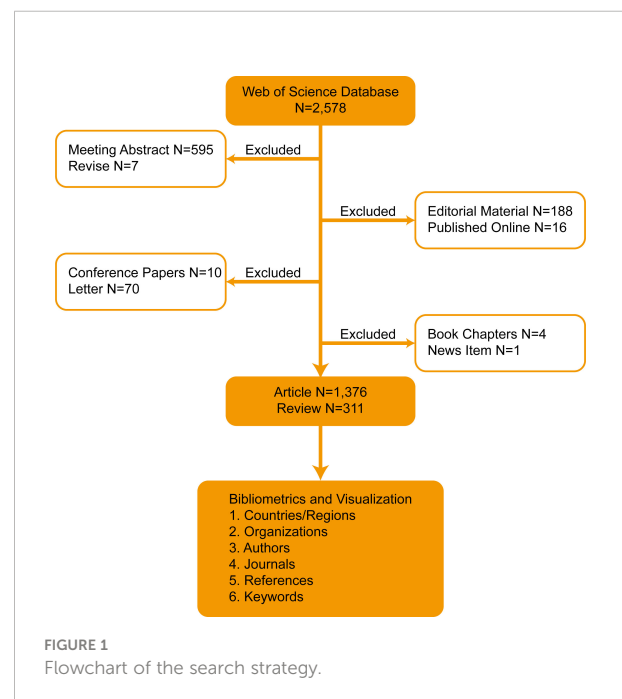 Web of Science Database
N=2,578
Excluded
Meeting Abstract N=595
Revise N=7
Excluded
Editorial Material N=188
Published Online N=16
Excluded
Conference Papers N=10
Letter N=70
Excluded
Book Chapters N=4
News Item N=1
Article N=1,376
Review N=311
Bibliometrics and Visualization
1. Countries/Regions
2. Organizations
3. Authors
4. Journals
5. References
6. Keywords
FIGURE 1
Flowchart of the search strategy.